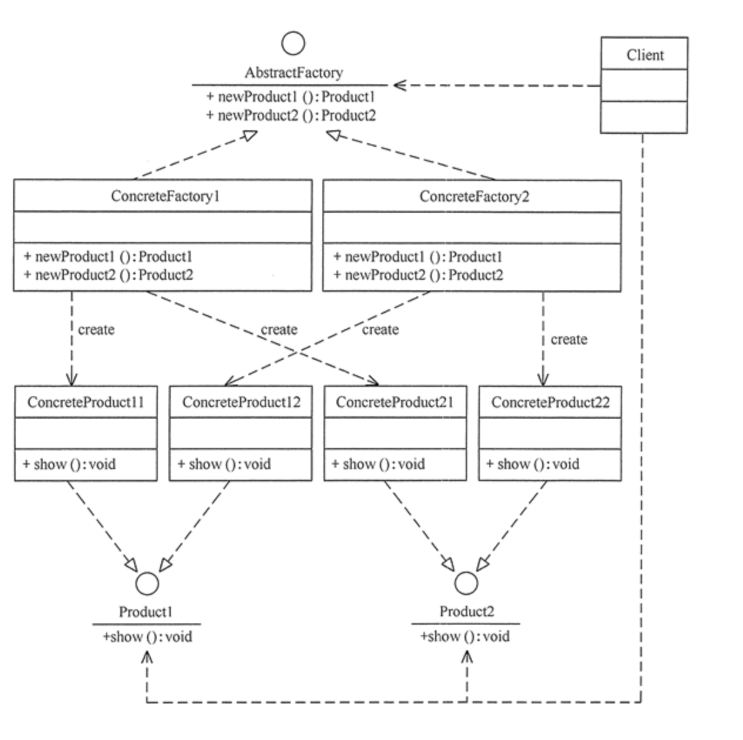 AbstractFactory
+ newProduct1 (): Product1
+ newProduct2 (): Product2
Client
ConcreteFactory1
+ newProduct1 (): Product1
+ newProduct2 (): Product2
ConcreteFactory2
+ newProduct1 (): Product1
+ newProduct2 (): Product2
create
create
create
create
ConcreteProduct11
+ show (): void
ConcreteProduct12
+ show (): void
ConcreteProduct21
+ show (): void
ConcreteProduct22
+ show (): void
Product1
+show (): void
Product2
+show (): void